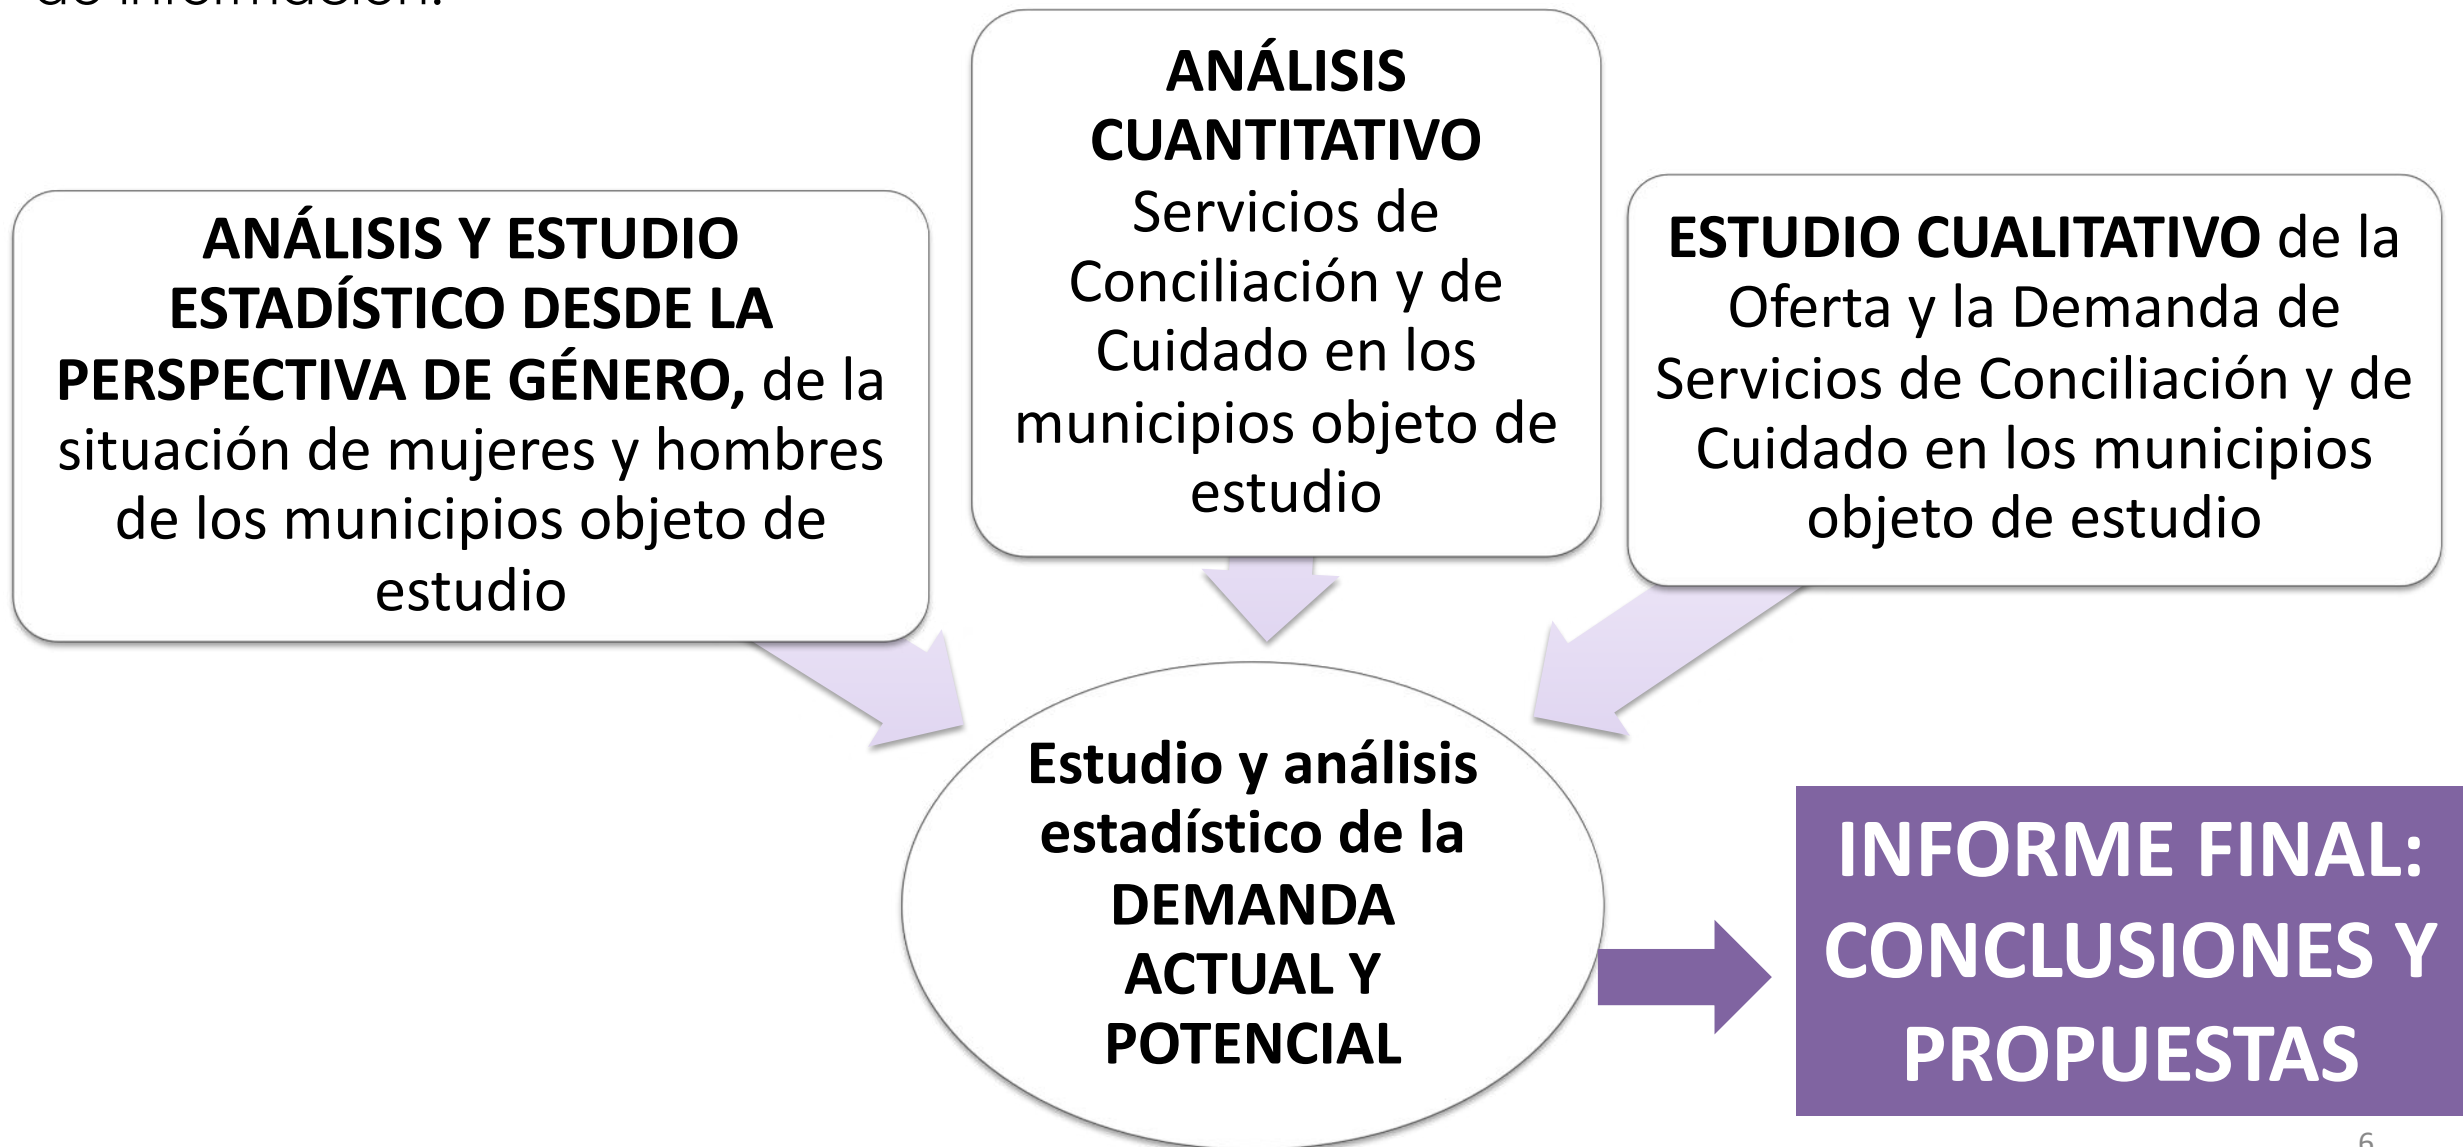 de información.
ANÁLISIS Y ESTUDIO
ESTADÍSTICO DESDE LA
PERSPECTIVA DE GÉNERO, de la
situación de mujeres y hombres
de los municipios objeto de
estudio
ANÁLISIS
CUANTITATIVO
Servicios de
Conciliación y de
Cuidado en los
municipios objeto de
estudio
ESTUDIO CUALITATIVO de la
Oferta y la Demanda de
Servicios de Conciliación y de
Cuidado en los municipios
objeto de estudio
Estudio y análisis
estadístico de la
DEMANDA
ACTUAL Y
POTENCIAL
INFORME FINAL:
CONCLUSIONES Y
PROPUESTAS
6